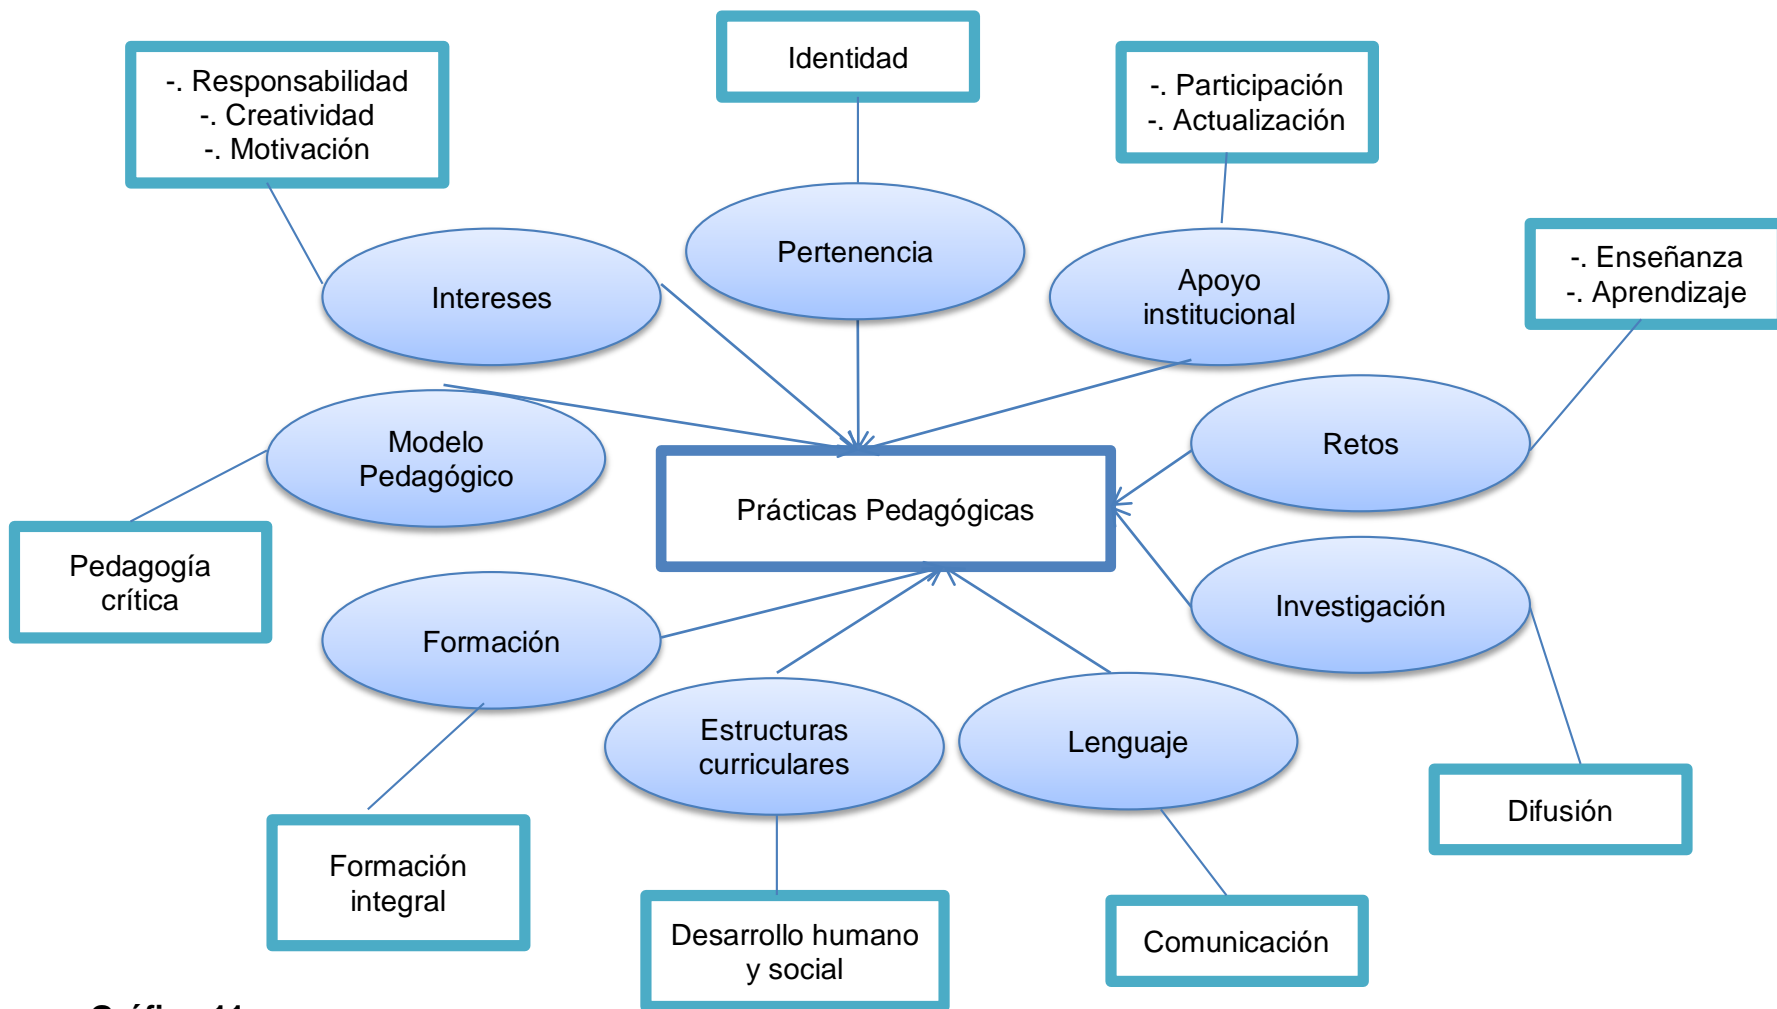 Identidad
-. Responsabilidad
-. Creatividad
-. Motivación
-. Participación
-. Actualización
Pertenencia
-. Enseñanza
-. Aprendizaje
Intereses
Apoyo
institucional
Modelo
Pedagógico
Retos
Prácticas Pedagógicas
Pedagogía
crítica
Formación
Investigación
Estructuras
curriculares
Lenguaje
Difusión
Formación
integral
Desarrollo humano
y social
Comunicación